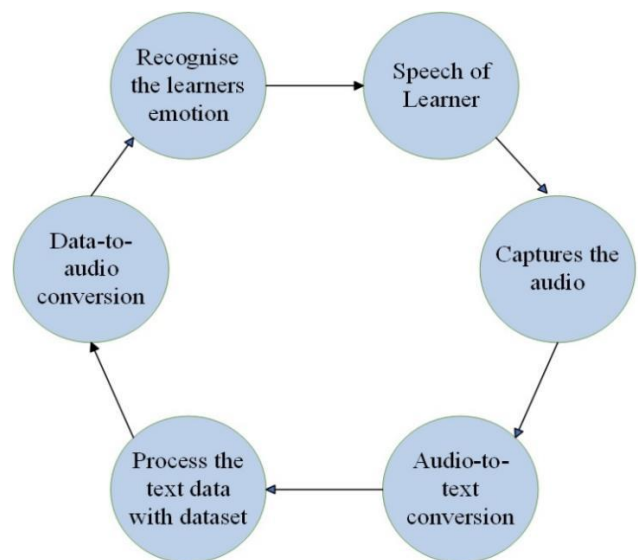 Recognise
the learners
emotion
Speech of
Learner
Captures the
audio
Audio-to-
text
conversion
Process the
text data
with dataset
Data-to-
audio
conversion